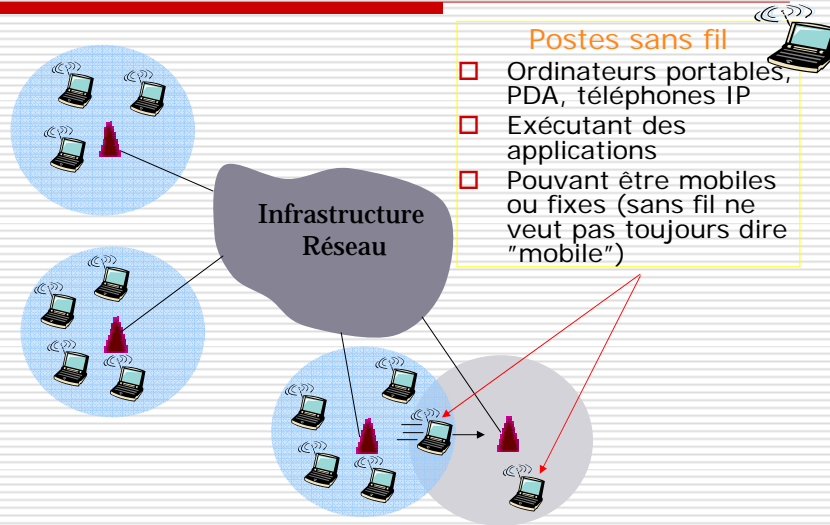 Postes sans fil
Ordinateurs portables,
PDA, téléphones IP
Exécutant des
applications
Pouvant être mobiles
ou fixes (sans fil ne
veut pas toujours dire
"mobile")
Infrastructure
Réseau